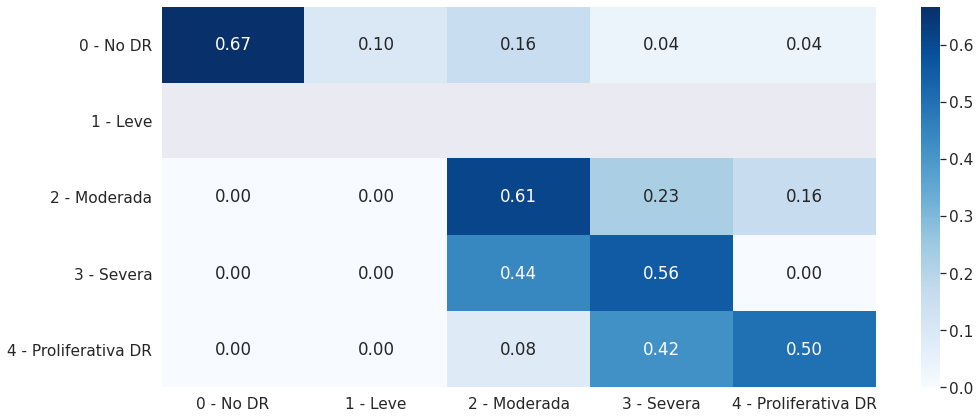 0 - No DR 0.67 0.10 0.16 0.04 0.04
1 - Leve
2 - Moderada 0.00 0.00 0.61 0.23 0.16
3 - Severa 0.00 0.00 0.44 0.56 0.00
4 - Proliferativa DR 0.00 0.00 0.08 0.42 0.50
0 - No DR 1 - Leve 2 - Moderada 3 - Severa 4 - Proliferativa DR
0.6
0.5
0.4
0.3
0.2
0.1
0.0